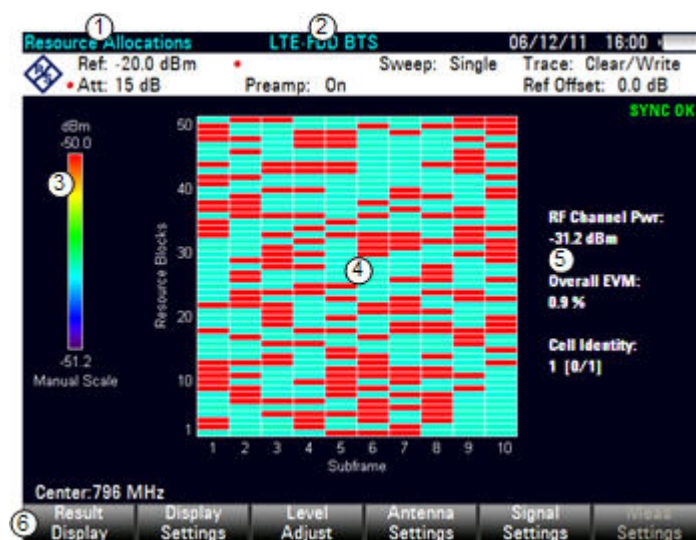 1 2
Resource Allocations LTE-FDD BTS 06/12/11 16:00
Ref: -20.0 dBm Sweep: Single Trace: Clear/Write
Att: 15 dB Preamp: On Ref Offset: 0.0 dB
SYNC OK
dBm
-50.0
3
-51.2
Manual Scale
Resource Blocks
50
40
30
20
10
1
4
1 2 3 4 5 6 7 8 9 10
Subframe
RF Channel Pwr:
-31.2 dBm
5
Overall EVM:
0.9 %
Cell Identity:
1 [0/1]
Center:796 MHz
6
Result Display Level Antenna Signal Meas
Display Settings Adjust Settings Settings Settings